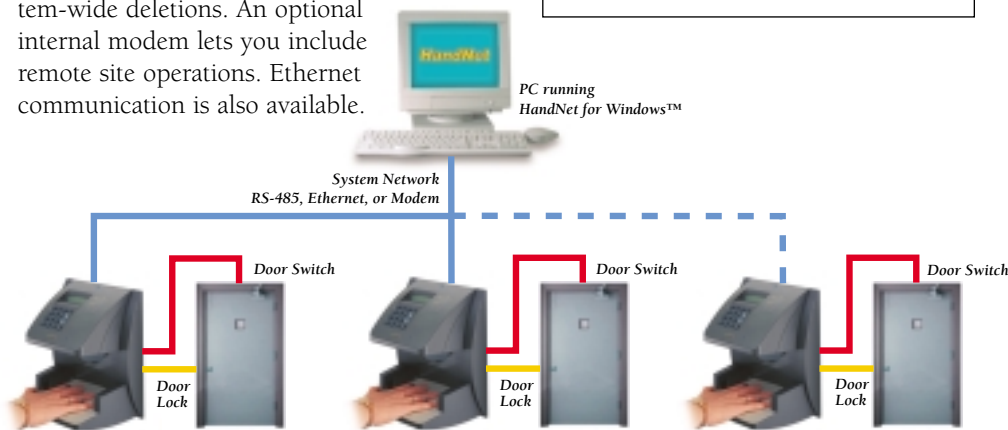 tem-wide deletions. An optional
internal modem lets you include
remote site operations. Ethernet
communication is also available.
HandNet
PC running
HandNet for Windows™
System Network
RS-485, Ethernet, or Modem
Door Switch
Door Switch
Door Switch
Door
Lock
Door
Lock
Door
Lock